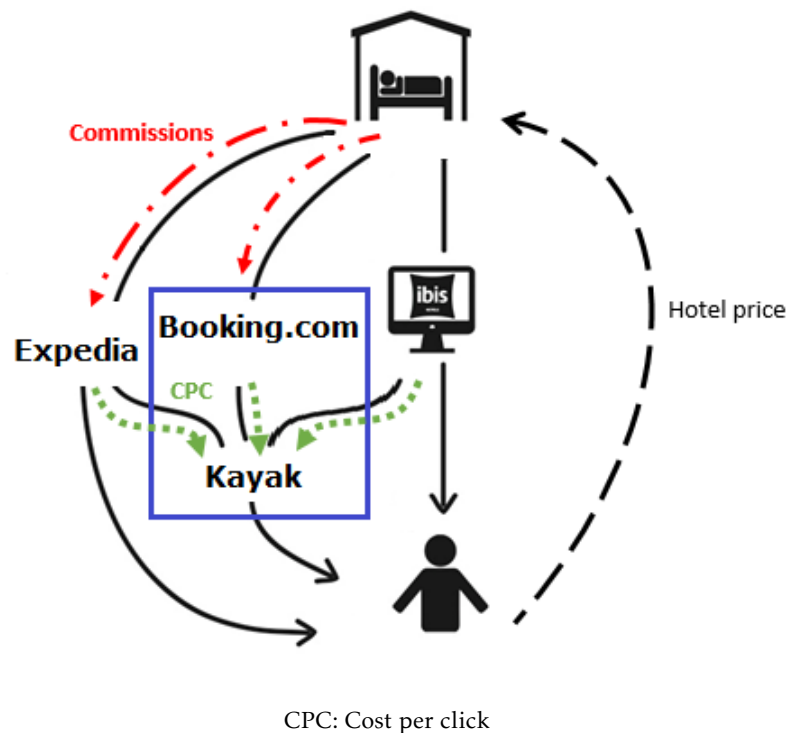 Commissions
ibis
Booking.com
Hotel price
Expedia
CPC
Kayak
CPC: Cost per click